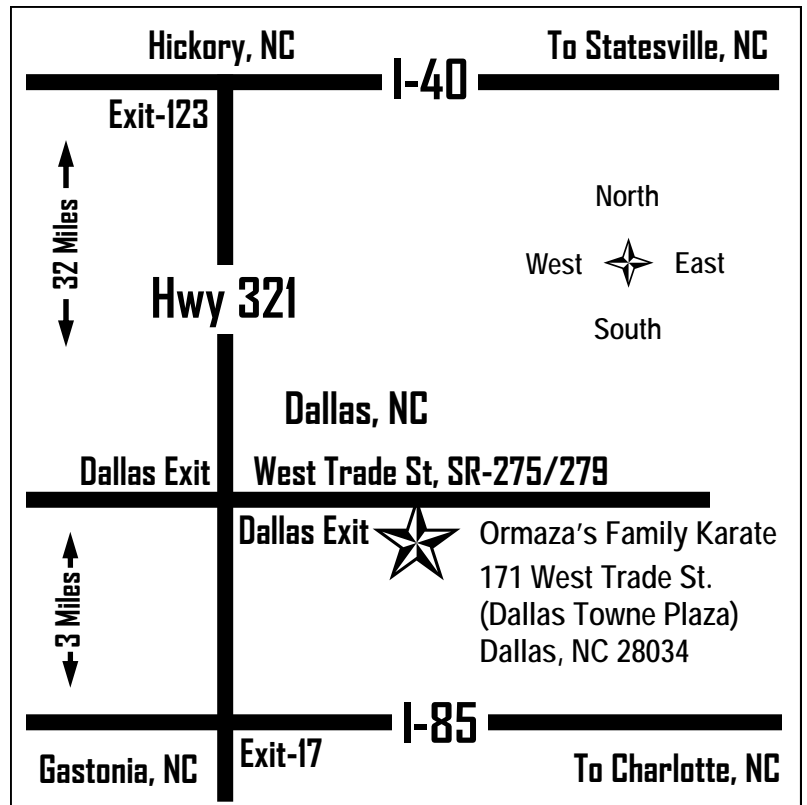 Hickory, NC
To Statesville, NC
I-40
Exit-123
32 Miles
North
West
East
South
Hwy 321
Dallas, NC
Dallas Exit
West Trade St, SR-275/279
Dallas Exit
Ormaza's Family Karate
171 West Trade St.
(Dallas Towne Plaza)
Dallas, NC 28034
3 Miles
I-85
Gastonia, NC
Exit-17
To Charlotte, NC